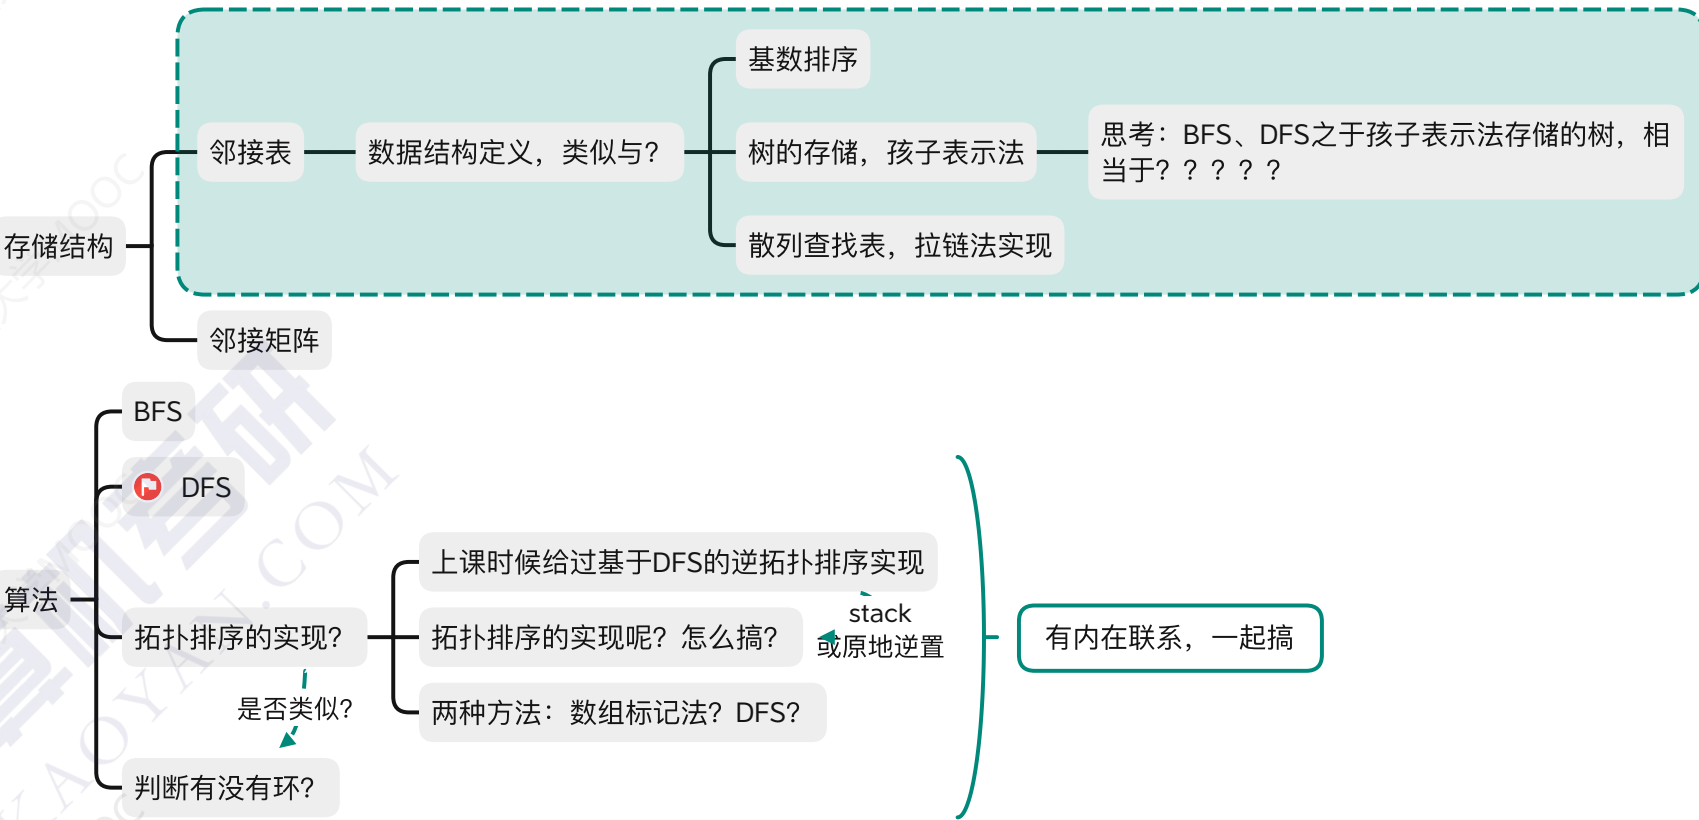 基数排序
邻接表
数据结构定义，类似与？
树的存储，孩子表示法
思考：BFS、DFS之于孩子表示法存储的树，相
当于？？？？？
散列查找表，拉链法实现
存储结构
邻接矩阵
BFS
DFS
上课时候给过基于DFS的逆拓扑排序实现
stack
或原地逆置
算法
拓扑排序的实现？
拓扑排序的实现呢？怎么搞？
有内在联系，一起搞
是否类似？
两种方法：数组标记法？DFS？
判断有没有环？